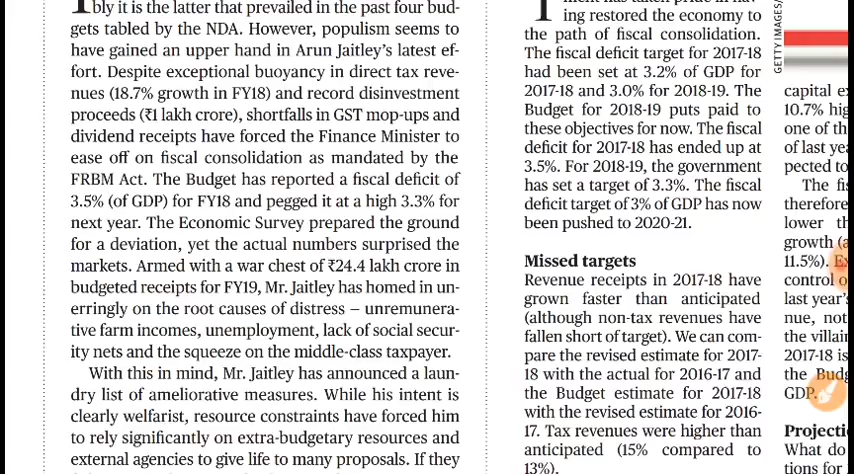 bly it is the latter that prevailed in the past four bud-
gets tabled by the NDA. However, populism seems to
have gained an upper hand in Arun Jaitley's latest ef-
fort. Despite exceptional buoyancy in direct tax reve-
nues (18.7% growth in FY18) and record disinvestment
proceeds (₹1 lakh crore), shortfalls in GST mop-ups and
dividend receipts have forced the Finance Minister to
ease off on fiscal consolidation as mandated by the
FRBM Act. The Budget has reported a fiscal deficit of
3.5% (of GDP) for FY18 and pegged it at a high 3.3% for
next year. The Economic Survey prepared the ground
for a deviation, yet the actual numbers surprised the
markets. Armed with a war chest of ₹24.4 lakh crore in
budgeted receipts for FY19, Mr. Jaitley has homed in un-
erringly on the root causes of distress – unremunera-
tive farm incomes, unemployment, lack of social secur-
ity nets and the squeeze on the middle-class taxpayer.
With this in mind, Mr. Jaitley has announced a laun-
dry list of ameliorative measures. While his intent is
clearly welfarist, resource constraints have forced him
to rely significantly on extra-budgetary resources and
external agencies to give life to many proposals. If they
ing restored the economy to
the path of fiscal consolidation.
The fiscal deficit target for 2017-18
had been set at 3.2% of GDP for
2017-18 and 3.0% for 2018-19. The
Budget for 2018-19 puts paid to
these objectives for now. The fiscal
deficit for 2017-18 has ended up at
3.5%. For 2018-19, the government
has set a target of 3.3%. The fiscal
deficit target of 3% of GDP has now
been pushed to 2020-21.
Missed targets
Revenue receipts in 2017-18 have
grown faster than anticipated
(although non-tax revenues have
fallen short of target). We can com-
pare the revised estimate for 2017-
18 with the actual for 2016-17 and
the Budget estimate for 2017-18
with the revised estimate for 2016-
17. Tax revenues were higher than
anticipated (15% compared to
13%).
GETTY IMAGES/
capital e
10.7% hig
one of th
of last ye
pected to
The fi
therefore
lower th
growth (a
11.5%). E
control o
last year's
nue, not
the villai
2017-18 is
the Budg
GDP.
Projecti
What do
tions for